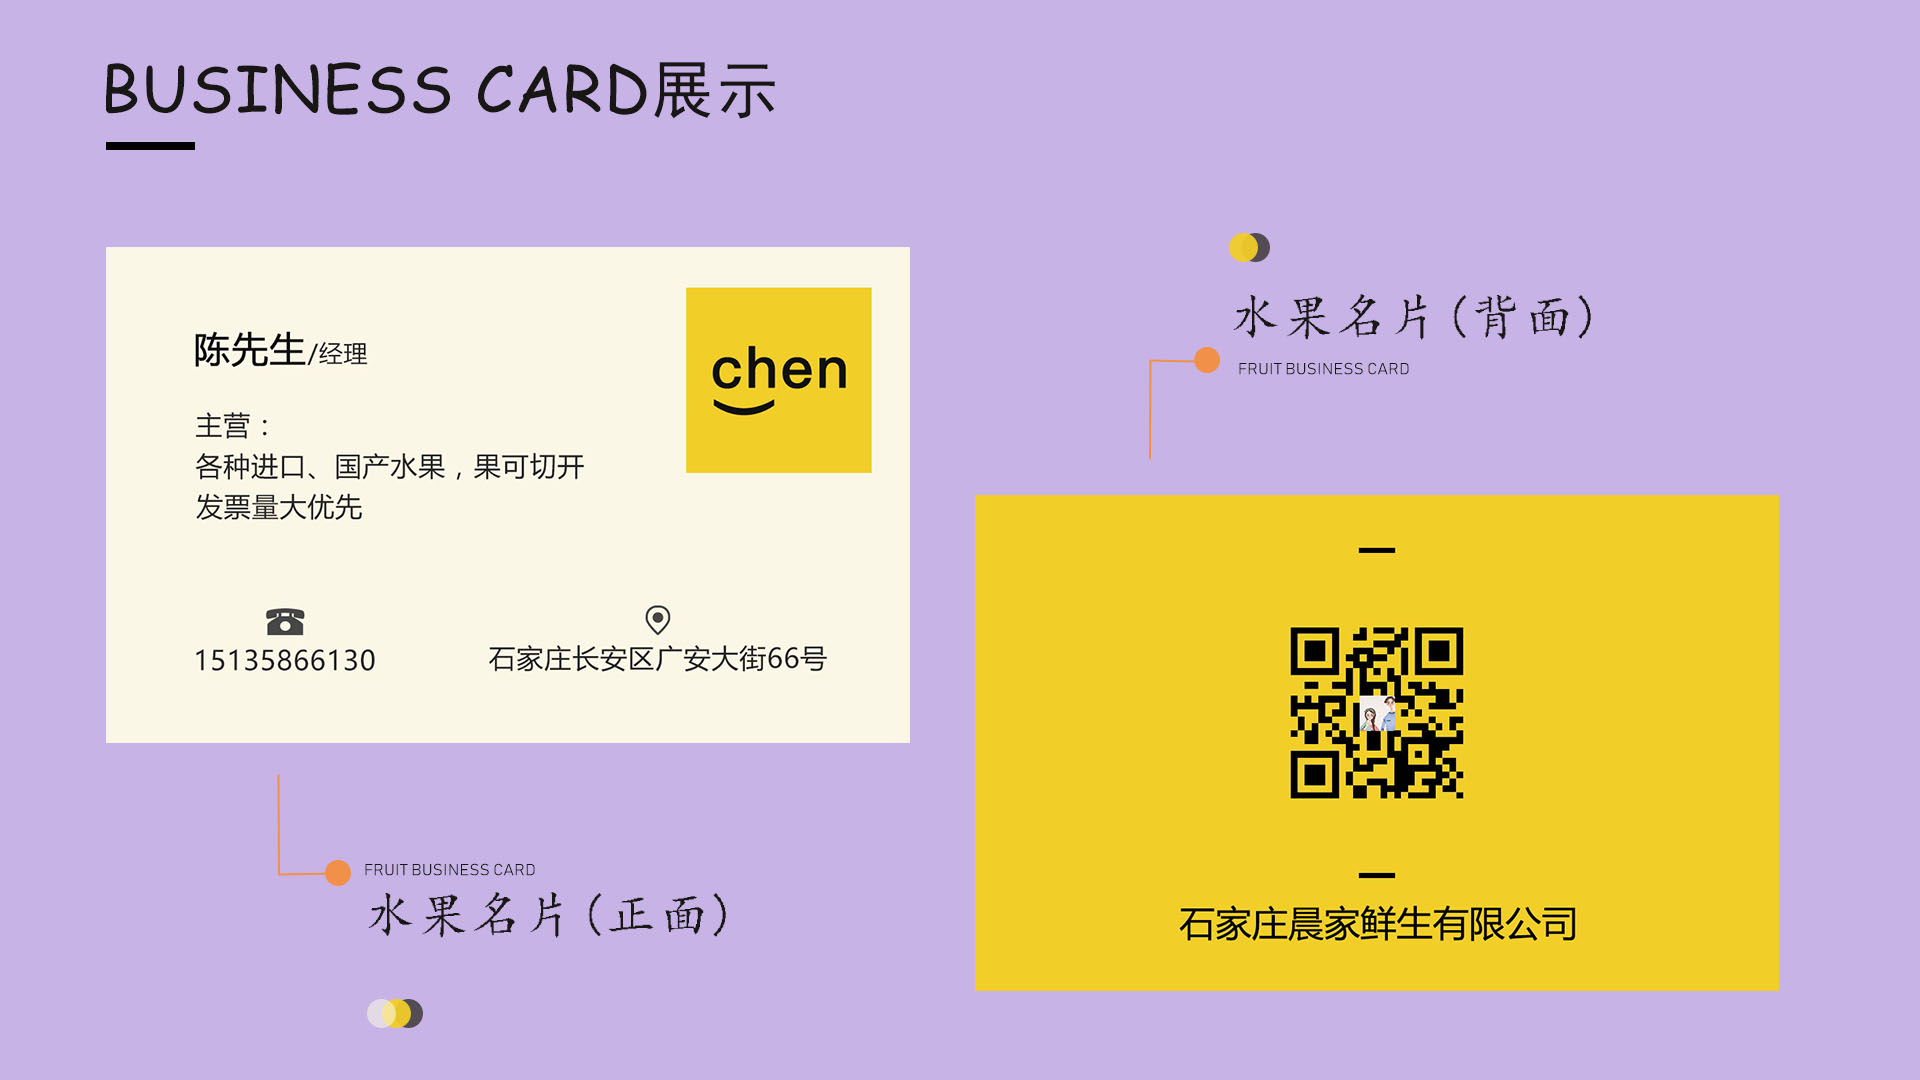 BUSINESS CARD展示
陈先生/经理
chen
主营：
各种进口、国产水果，果可切开
发票量大优先
15135866130
石家庄长安区广安大街66号
FRUIT BUSINESS CARD
水果名片(正面)
水果名片(背面)
FRUIT BUSINESS CARD
石家庄晨家鲜生有限公司